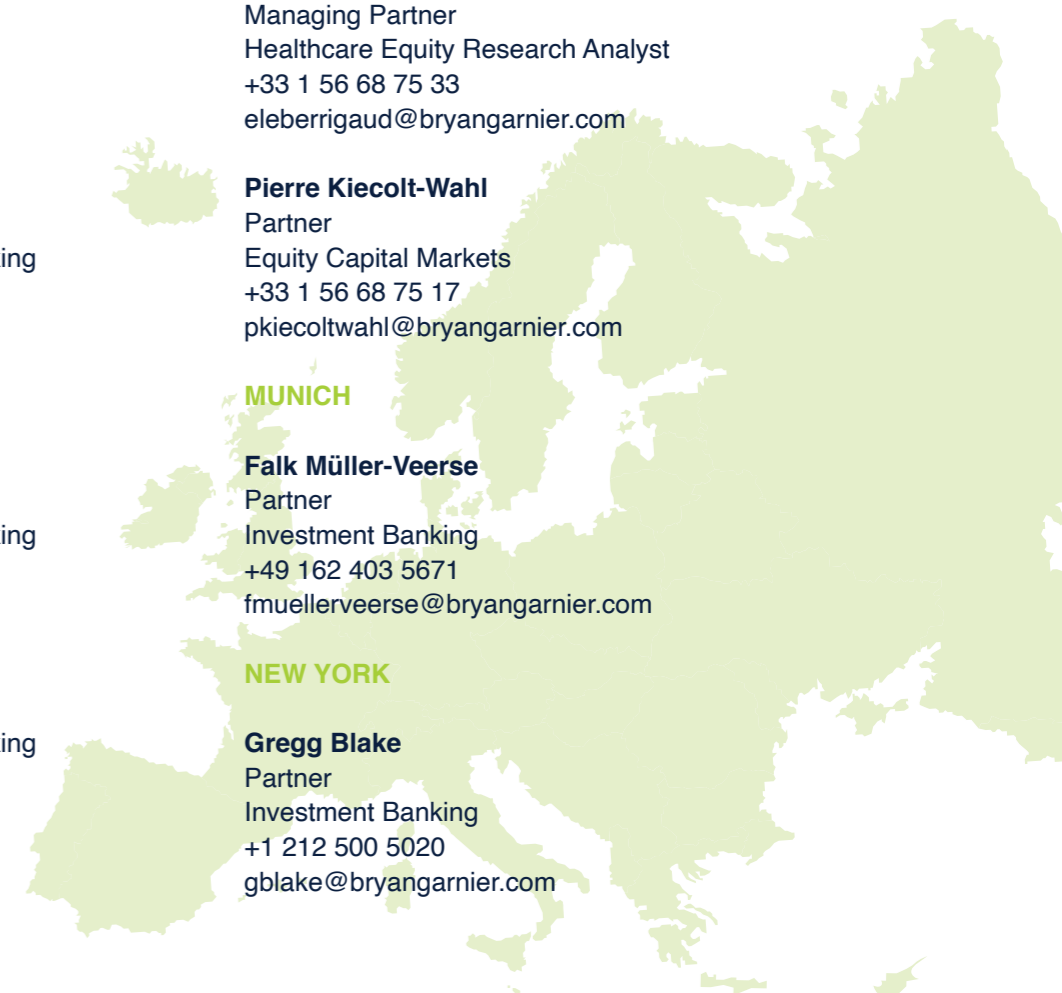 Managing Partner
Healthcare Equity Research Analyst
+33 1 56 68 75 33
eleberrigaud@bryangarnier.com
Pierre Kiecolt-Wahl
Partner
Equity Capital Markets
+33 1 56 68 75 17
pkiecoltwahl@bryangarnier.com
MUNICH
Falk Müller-Veerse
Partner
Investment Banking
+49 162 403 5671
fmuellerveerse@bryangarnier.com
NEW YORK
Gregg Blake
Partner
Investment Banking
+1 212 500 5020
gblake@bryangarnier.com